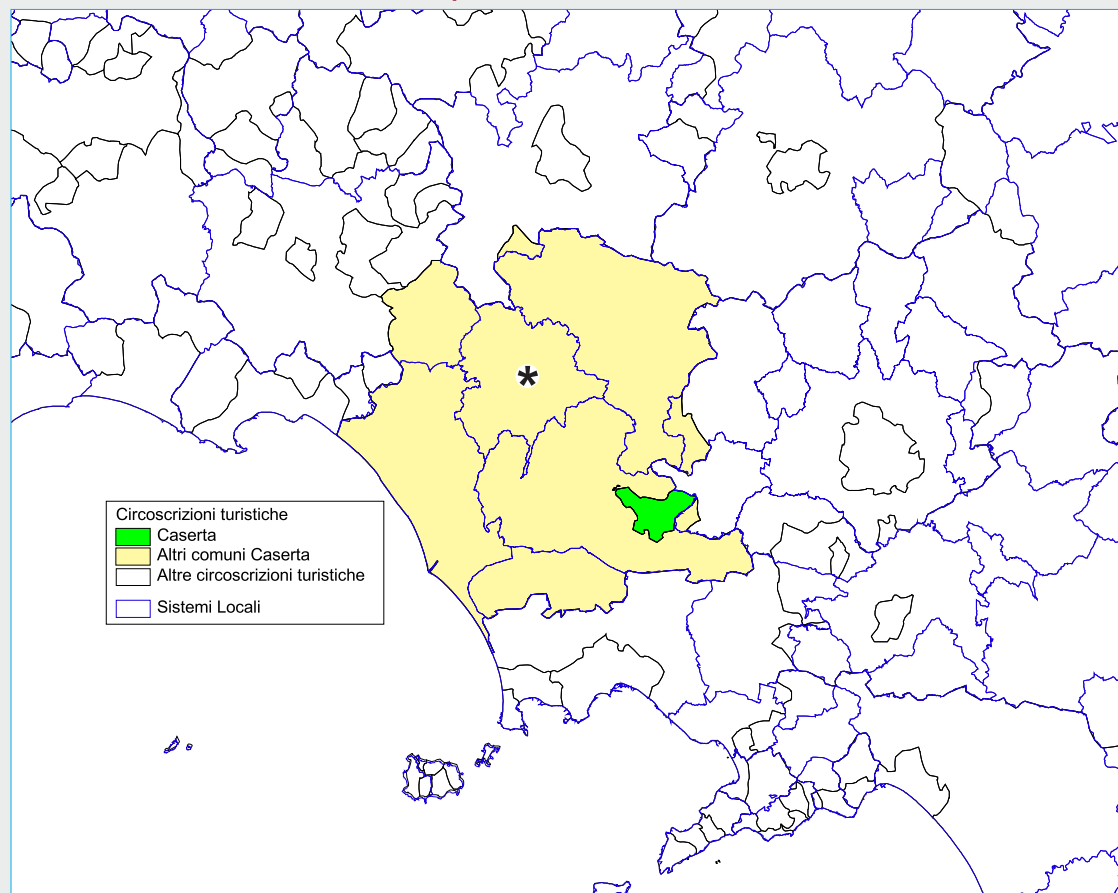 *
Circoscrizioni turistiche
Caserta
Altri comuni Caserta
Altre circoscrizioni turistiche
Sistemi Locali